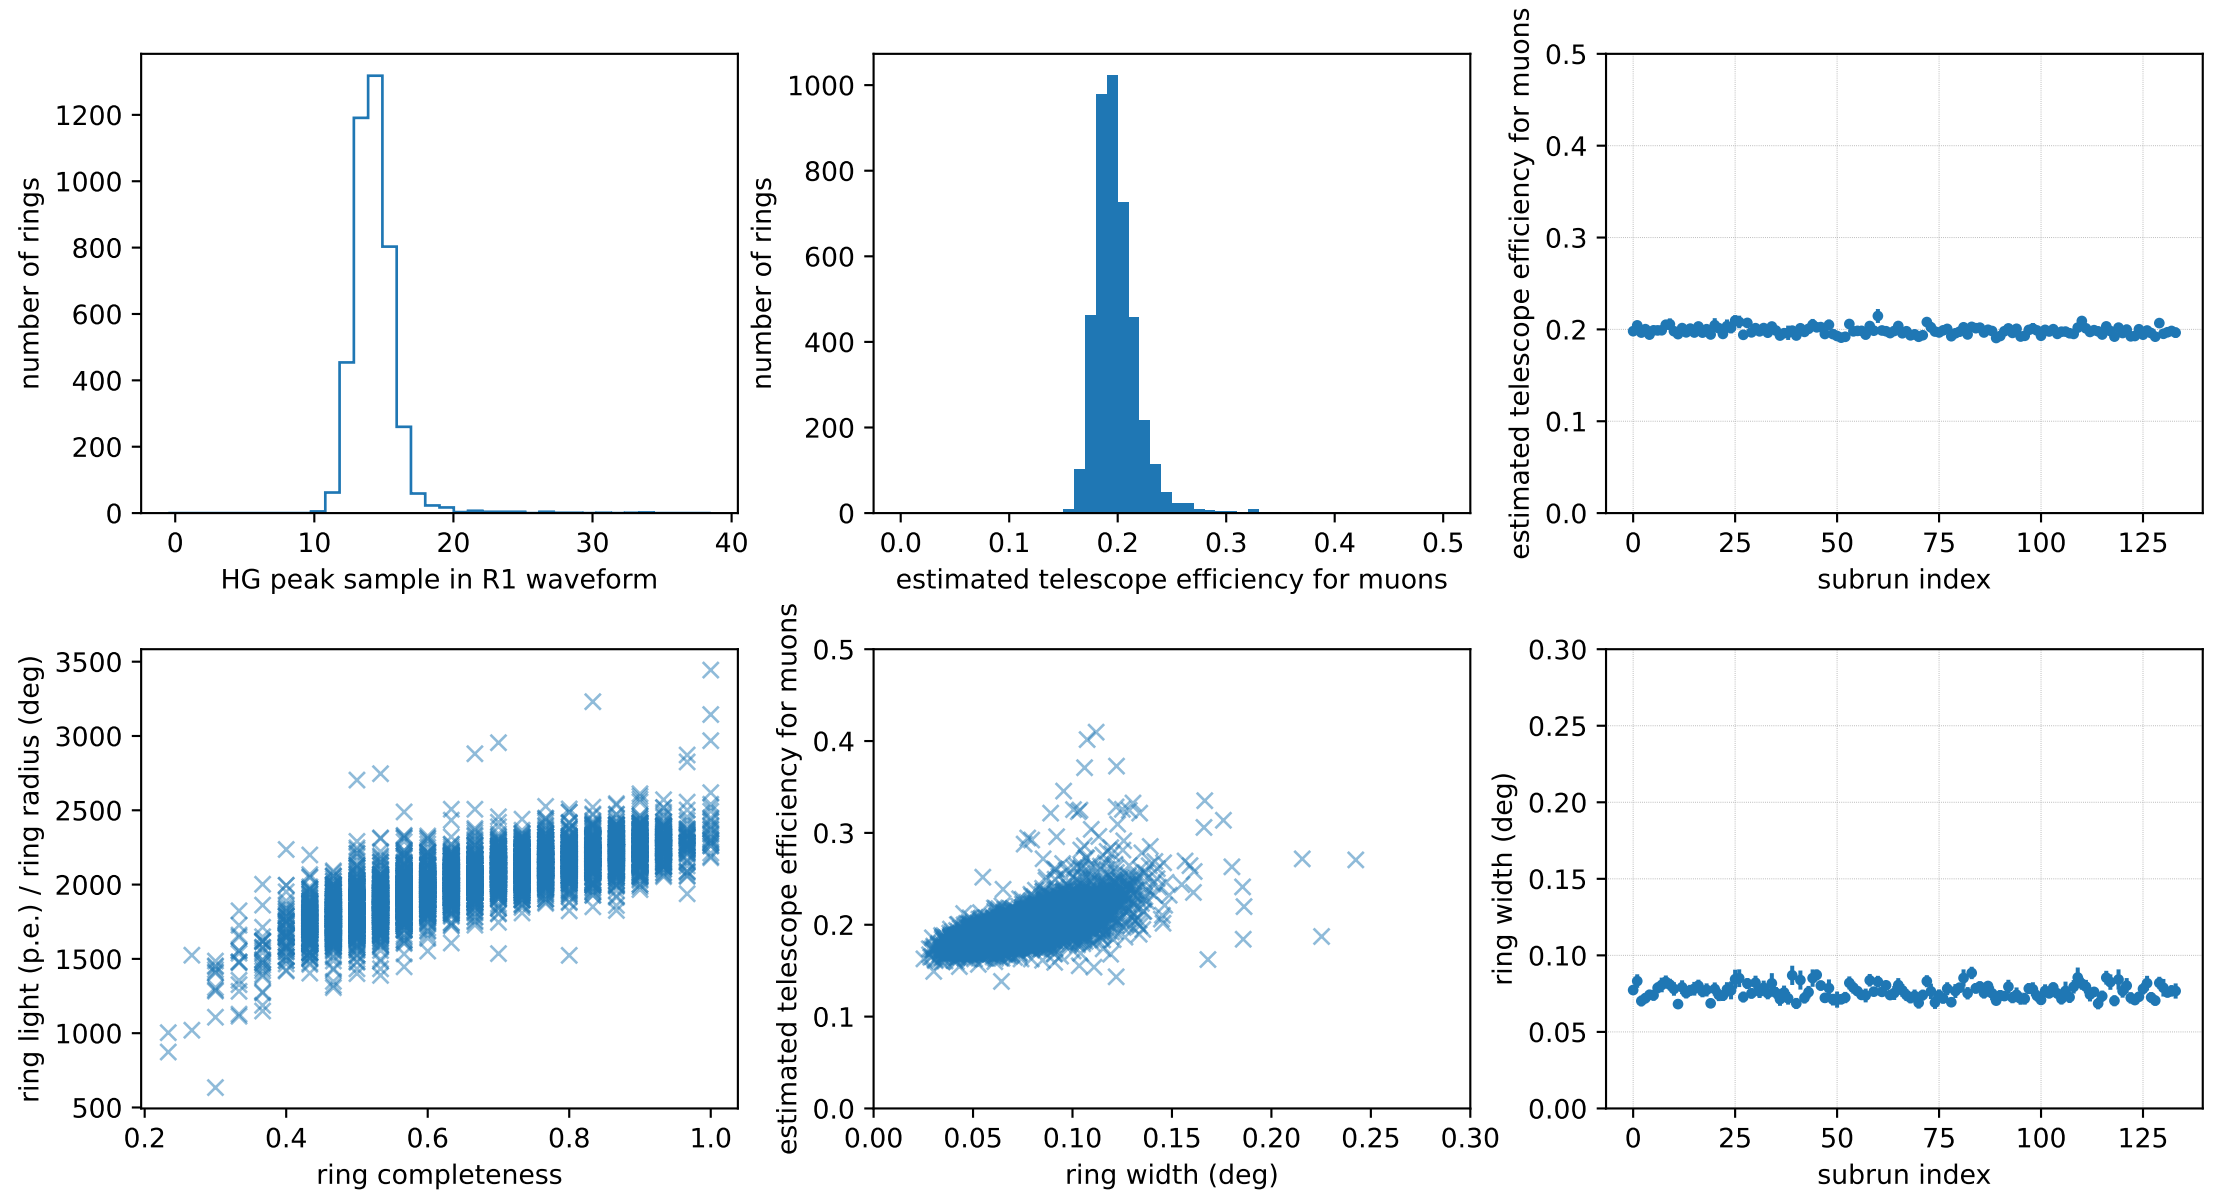 number of rings
1200
1000
800
600
400
200
0
0 10 20 30 40
HG peak sample in R1 waveform
number of rings
1000
800
600
400
200
0
0.0 0.1 0.2 0.3 0.4 0.5
estimated telescope efficiency for muons
estimated telescope efficiency for muons
0.5
0.4
0.3
0.2
0.1
0.0
0 25 50 75 100 125
subrun index
ring light (p.e.) / ring radius (deg)
3500
3000
2500
2000
1500
1000
500
0.2 0.4 0.6 0.8 1.0
ring completeness
estimated telescope efficiency for muons
0.5
0.4
0.3
0.2
0.1
0.0
0.00 0.05 0.10 0.15 0.20 0.25 0.30
ring width (deg)
ring width (deg)
0.30
0.25
0.20
0.15
0.10
0.05
0.00
0 25 50 75 100 125
subrun index